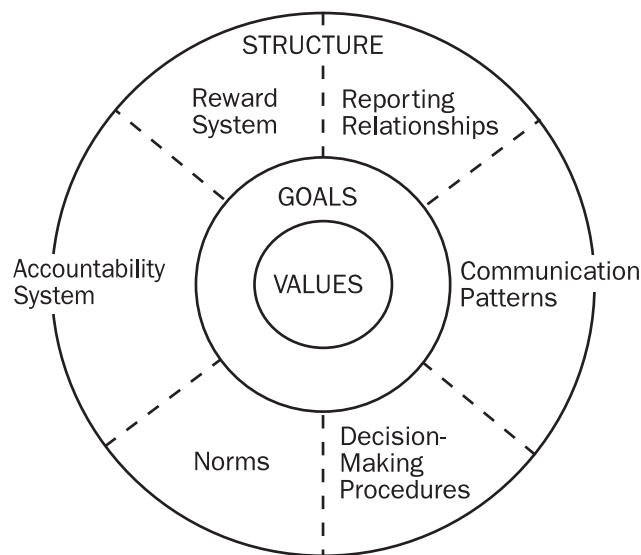 STRUCTURE
Reward
System
Reporting
Relationships
GOALS
VALUES
Accountability
System
Communication
Patterns
Norms
Decision-
Making
Procedures